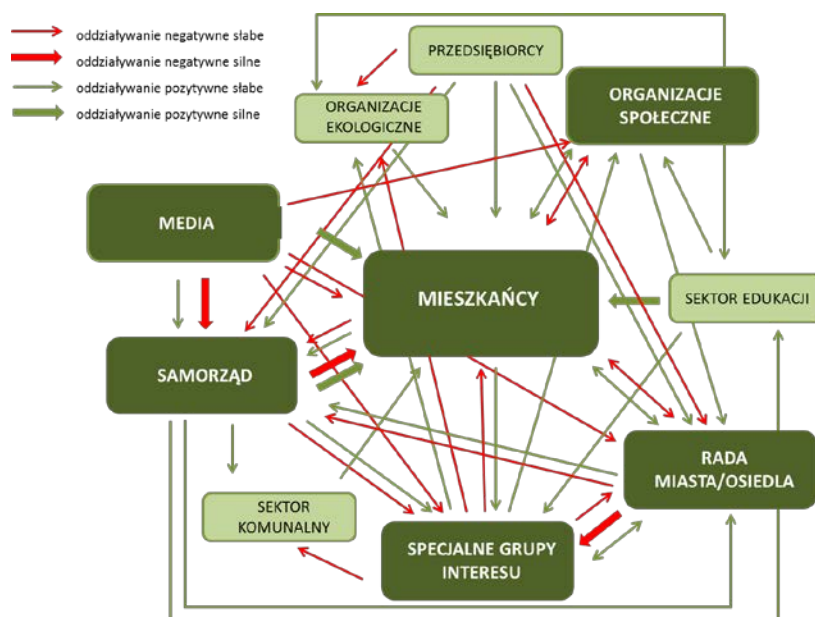 oddziaływanie negatywne słabe
oddziaływanie negatywne silne
oddziaływanie pozytywne słabe
oddziaływanie pozytywne silne
PRZEDSIĘBIORCY
ORGANIZACJE
EKOLOGICZNE
ORGANIZACJE
SPOŁECZNE
MEDIA
MIESZKAŃCY
SEKTOR EDUKACJI
SAMORZĄD
RADA
MIASTA/OSIEDLA
SEKTOR
KOMUNALNY
SPECJALNE GRUPY
INTERESU